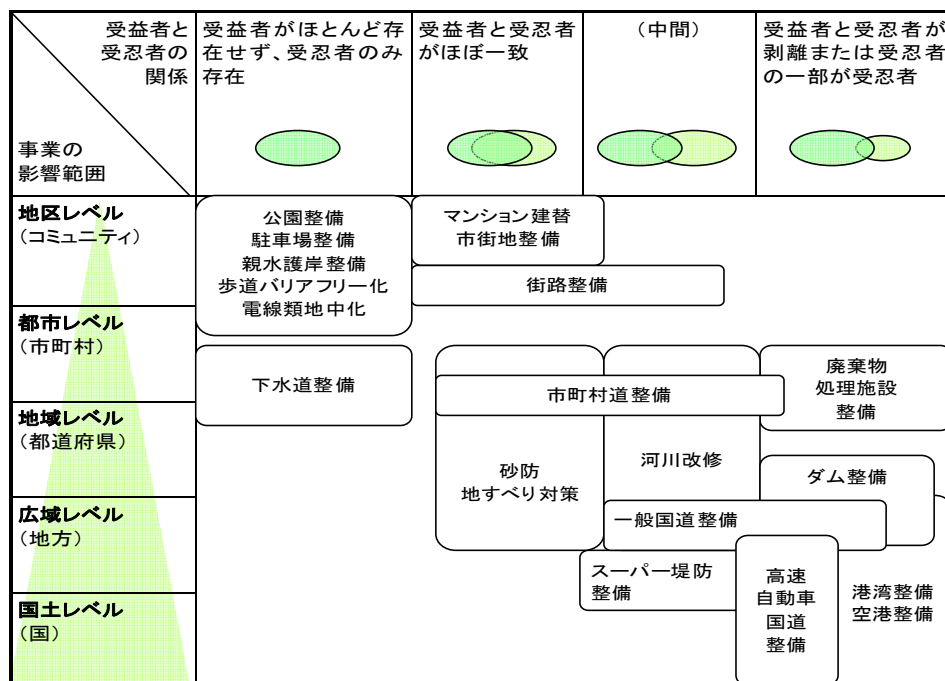 受益者と
受忍者の
関係
事業の
影響範囲
受益者がほとんど存
在せず、受忍者のみ
存在
受益者と受忍者
がほぼ一致
（中間）
受益者と受忍者が
剥離または受忍者
の一部が受忍者
地区レベル
（コミュニティ）
公園整備
駐車場整備
親水護岸整備
歩道バリアフリー化
電線類地中化
マンション建替
市街地整備
街路整備
都市レベル
（市町村）
下水道整備
市町村道整備
廃棄物
処理施設
整備
地域レベル
（都道府県）
砂防
地すべり対策
河川改修
ダム整備
広域レベル
（地方）
一般国道整備
スーパー堤防
整備
高速
自動車
国道
整備
港湾整備
空港整備
国土レベル
（国）